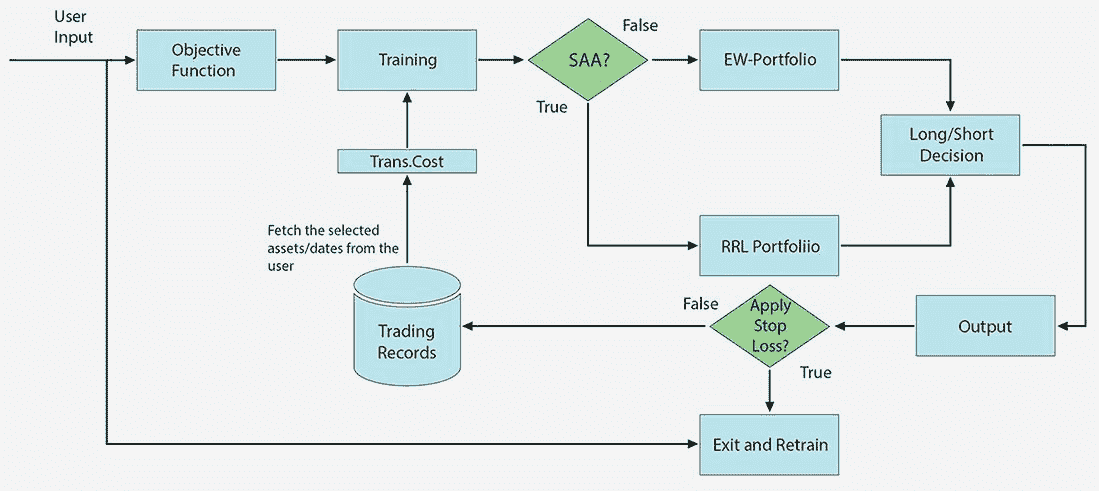 User
Input
Objective
Function
Training
SAA?
False
True
EW-Portfolio
Long/Short
Decision
Trans.Cost
Fetch the selected
assets/dates from the
user
RRL Portfoliio
Trading
Records
False
Apply
Stop
Loss?
True
Output
Exit and Retrain